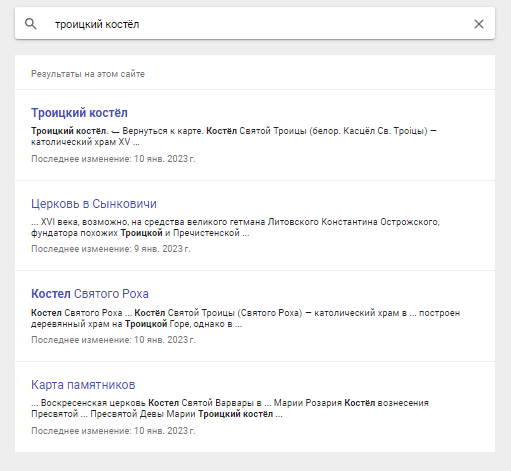 троицкий костёл
Результаты на этом сайте
Троицкий костёл
Троицкий костёл. ⤺ Вернуться к карте. Костёл Святой Троицы (белор. Касцёл Св. Тро́іцы) —
католический храм XV ...
Последнее изменение: 10 янв. 2023 г.
Церковь в Сынковичи
... XVI века, возможно, на средства великого гетмана Литовского Константина Острожского,
фундатора похожих Троицкой и Пречистенской ...
Последнее изменение: 9 янв. 2023 г.
Костел Святого Роха
Костел Святого Роха ... Костёл Святой Троицы (Святого Роха) — католический храм в ... построен
деревянный храм на Троицкой Горе, однако в ...
Последнее изменение: 10 янв. 2023 г.
Карта памятников
... Воскресенская церковь Костел Святой Варвары в ... Марии Розария Костёл вознесения
Пресвятой ... Пресвятой Девы Марии Троицкий костёл ...
Последнее изменение: 10 янв. 2023 г.